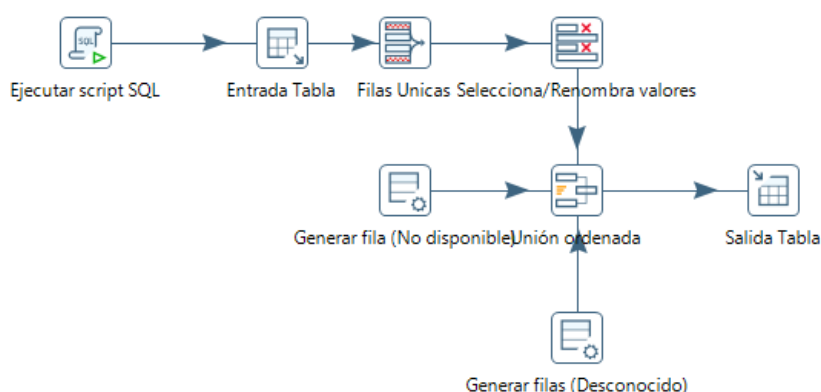 SQL
Ejecutar script SQL
Entrada Tabla
Filas Unicas
Selecciona/Renombra valores
Generar fila (No disponible)
Unión ordenada
Salida Tabla
Generar filas (Desconocido)